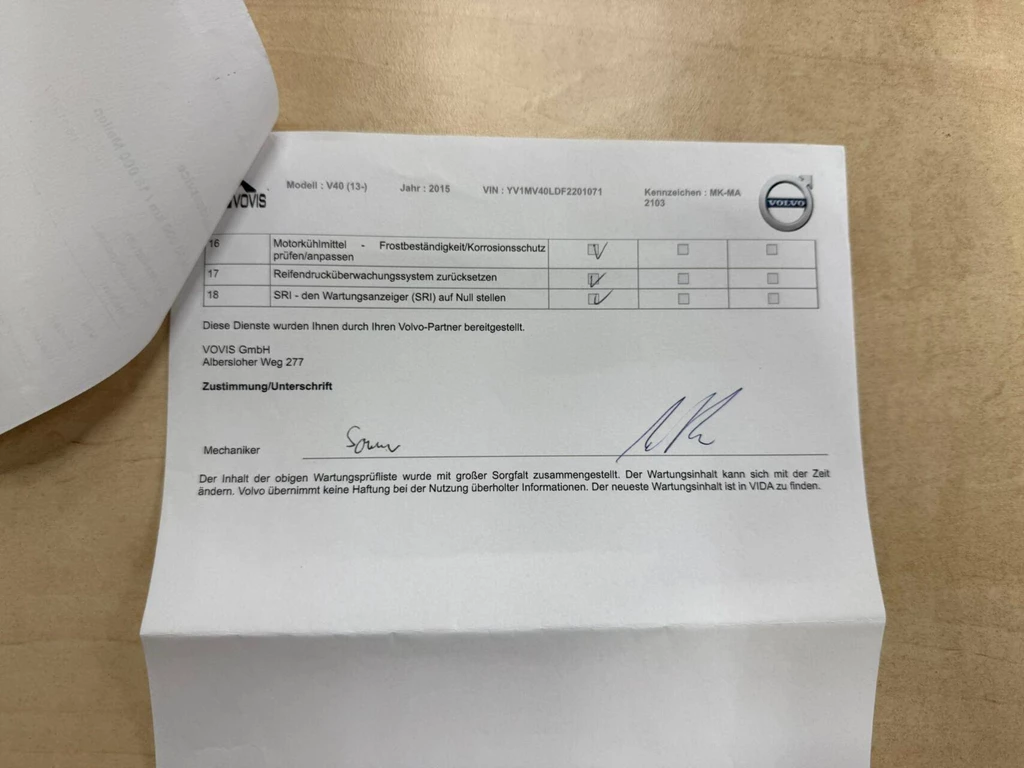 VOVIS
Modell : V40 (13-) Jahr : 2015 VIN : YV1MV40LDF2201071 Kennzeichen : MK-MA
2103
VOLVO
16 Motorkühlmittel - Frostbeständigkeit/Korrosionsschutz
prüfen/anpassen
17 Reifendrucküberwachungssystem zurücksetzen
18 SRI - den Wartungsanzeiger (SRI) auf Null stellen
Diese Dienste wurden Ihnen durch Ihren Volvo-Partner bereitgestellt.
VOVIS GmbH
Albersloher Weg 277
Zustimmung/Unterschrift
Mechaniker
Der Inhalt der obigen Wartungsprüfliste wurde mit großer Sorgfalt zusammengestellt. Der Wartungsinhalt kann sich mit der Zeit
ändern. Volvo übernimmt keine Haftung bei der Nutzung überholter Informationen. Der neueste Wartungsinhalt ist in VIDA zu finden.